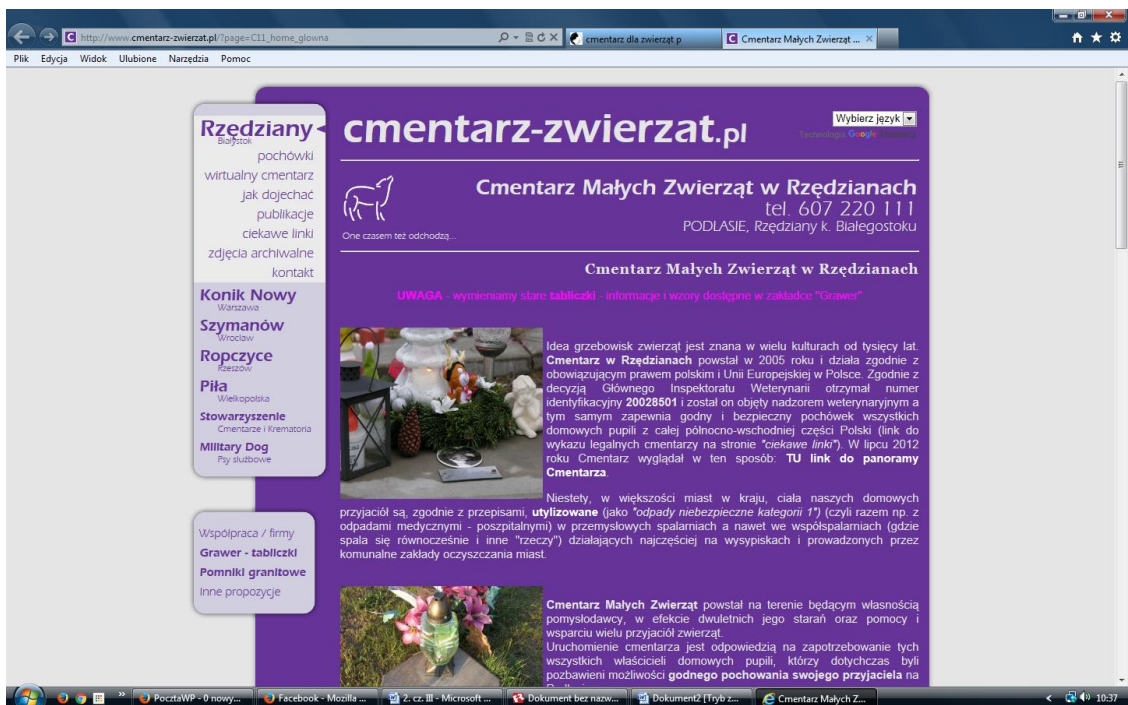 http://www.cmentarz-zwierzat.pl/?page=C11_home_glowna
cmentarz dla zwierząt p
Cmentarz Małych Zwierząt ...
Plik Edycja Widok Ulubione Narzędzia Pomoc
Rzędziany
Białystok
pochówki
wirtualny cmentarz
jak dojechać
publikacje
ciekawe linki
zdjęcia archiwalne
kontakt
Konik Nowy
Warszawa
Szymanów
Wrocław
Ropczyce
Rzeszów
Piła
Wielkopolska
Stowarzyszenie
Cmentarze i Krematoria
Military Dog
Psy służbowe
Współpraca / firmy
Grawer - tabliczki
Pomniki granitowe
Inne propozycje
cmentarz-zwierzat.pl
Wybierz język
Technologia Google
One czasem też odchodzą...
Cmentarz Małych Zwierząt w Rzędzianach
tel. 607 220 111
PODLASIE, Rzędziany k. Białegostoku
Cmentarz Małych Zwierząt w Rzędzianach
UWAGA - wymieniamy stare tabliczki - informacje i wzory dostępne w zakładce "Grawer"
Idea grzebowisk zwierząt jest znana w wielu kulturach od tysięcy lat.
Cmentarz w Rzędzianach powstał w 2005 roku i działa zgodnie z
obowiązującym prawem polskim i Unii Europejskiej w Polsce. Zgodnie z
decyzją Głównego Inspektoratu Weterynarii otrzymał numer
identyfikacyjny 20028501 i został on objęty nadzorem weterynaryjnym a
tym samym zapewnia godny i bezpieczny pochówek wszystkich
domowych pupili z całej północno-wschodniej części Polski (link do
wykazu legalnych cmentarzy na stronie "ciekawe linki"). W lipcu 2012
roku Cmentarz wyglądał w ten sposób: TU link do panoramy
Cmentarza.
Niestety, w większości miast w kraju, ciała naszych domowych
przyjaciół są, zgodnie z przepisami, utylizowane (jako "odpady niebezpieczne kategorii 1") (czyli razem np. z
odpadami medycznymi - poszpitalnymi) w przemysłowych spalarniach a nawet we współspalarniach (gdzie
spala się równocześnie i inne "rzeczy") działających najczęściej na wysypiskach i prowadzonych przez
komunalne zakłady oczyszczania miast.
Cmentarz Małych Zwierząt powstał na terenie będącym własnością
pomysłodawcy, w efekcie dwuletnich jego starań oraz pomocy i
wsparciu wielu przyjaciół zwierząt.
Uruchomienie cmentarza jest odpowiedzią na zapotrzebowanie tych
wszystkich właścicieli domowych pupili, którzy dotychczas byli
pozbawieni możliwości godnego pochowania swojego przyjaciela na
PocztaWP - 0 nowy...
Facebook - Mozilla ...
2. cz. III - Microsoft ...
Dokument bez nazw...
Dokument2 [Tryb z...
Cmentarz Małych Z...
10:37